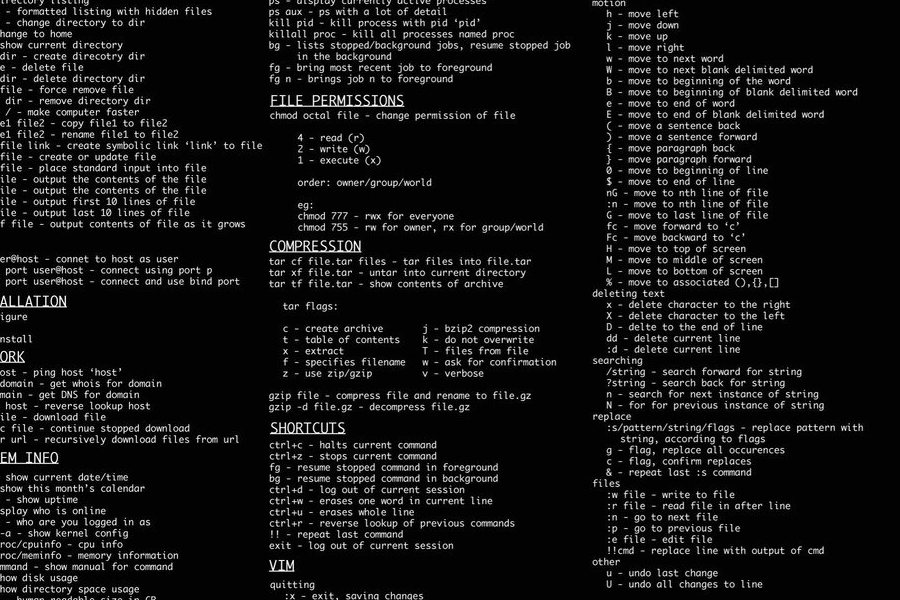 irectory listing
- formatted listing with hidden files
- change directory to dir
hange to home
show current directory
dir - create direcotry dir
e - delete file
dir - delete directory dir
file - force remove file
dir - remove directory dir
/ - make computer faster
e1 file2 - copy file1 to file2
e1 file2 - rename file1 to file2
file link - create symbolic link ‘link’ to file
file - create or update file
file - place standard input into file
ile - output the contents of the file
ile - output the contents of the file
ile - output first 10 lines of file
ile - output last 10 lines of file
f file - output contents of file as it grows
er@host - connet to host as user
port user@host - connect using port p
port user@host - connect and use bind port
ALLATION
igure
nstall
ORK
ost - ping host ‘host’
domain - get whois for domain
main - get DNS for domain
host - reverse lookup host
ile - download file
c file - continue stopped download
r url - recursively download files from url
EM INFO
show current date/time
show this month’s calendar
- show uptime
splay who is online
- who are you logged in as
-a - show kernel config
roc/cpuinfo - cpu info
roc/meminfo - memory information
mmand - show manual for command
how disk usage
how directory space usage
- human readable size in GB
ps - display currently active processes
ps aux - ps with a lot of detail
kill pid - kill process with pid ‘pid’
killall proc - kill all processes named proc
bg - lists stopped/background jobs, resume stopped job
in the background
fg - bring most recent job to foreground
fg n - brings job n to foreground
FILE PERMISSIONS
chmod octal file - change permission of file
4 - read (r)
2 - write (w)
1 - execute (x)
order: owner/group/world
eg:
chmod 777 - rwx for everyone
chmod 755 - rw for owner, rx for group/world
COMPRESSION
tar cf file.tar files - tar files into file.tar
tar xf file.tar - untar into current directory
tar tf file.tar - show contents of archive
tar flags:
c - create archive j - bzip2 compression
t - table of contents k - do not overwrite
x - extract T - files from file
f - specifies filename w - ask for confirmation
z - use zip/gzip v - verbose
gzip file - compress file and rename to file.gz
gzip -d file.gz - decompress file.gz
SHORTCUTS
ctrl+c - halts current command
ctrl+z - stops current command
fg - resume stopped command in foreground
bg - resume stopped command in background
ctrl+d - log out of current session
ctrl+w - erases one word in current line
ctrl+u - erases whole line
ctrl+r - reverse lookup of previous commands
!! - repeat last command
exit - log out of current session
VIM
quitting
:x - exit, saving changes
motion
h - move left
j - move down
k - move up
l - move right
w - move to next word
W - move to next blank delimited word
b - move to beginning of the word
B - move to beginning of blank delimited word
e - move to end of word
E - move to end of blank delimited word
( - move a sentence back
) - move a sentence forward
{ - move paragraph back
} - move paragraph forward
0 - move to beginning of line
$ - move to end of line
nG - move to nth line of file
:n - move to nth line of file
G - move to last line of file
fc - move forward to ‘c’
Fc - move backward to ‘c’
H - move to top of screen
M - move to middle of screen
L - move to bottom of screen
% - move to associated (),{},[]
deleting text
x - delete character to the right
X - delete character to the left
D - delte to the end of line
dd - delete current line
:d - delete current line
searching
/string - search forward for string
?string - search back for string
n - search for next instance of string
N - for for previous instance of string
replace
:s/pattern/string/flags - replace pattern with
string, according to flags
g - flag, replace all occurences
c - flag, confirm replaces
& - repeat last :s command
files
:w file - write to file
:r file - read file in after line
:n - go to next file
:p - go to previous file
:e file - edit file
!!cmd - replace line with output of cmd
other
u - undo last change
U - undo all changes to line